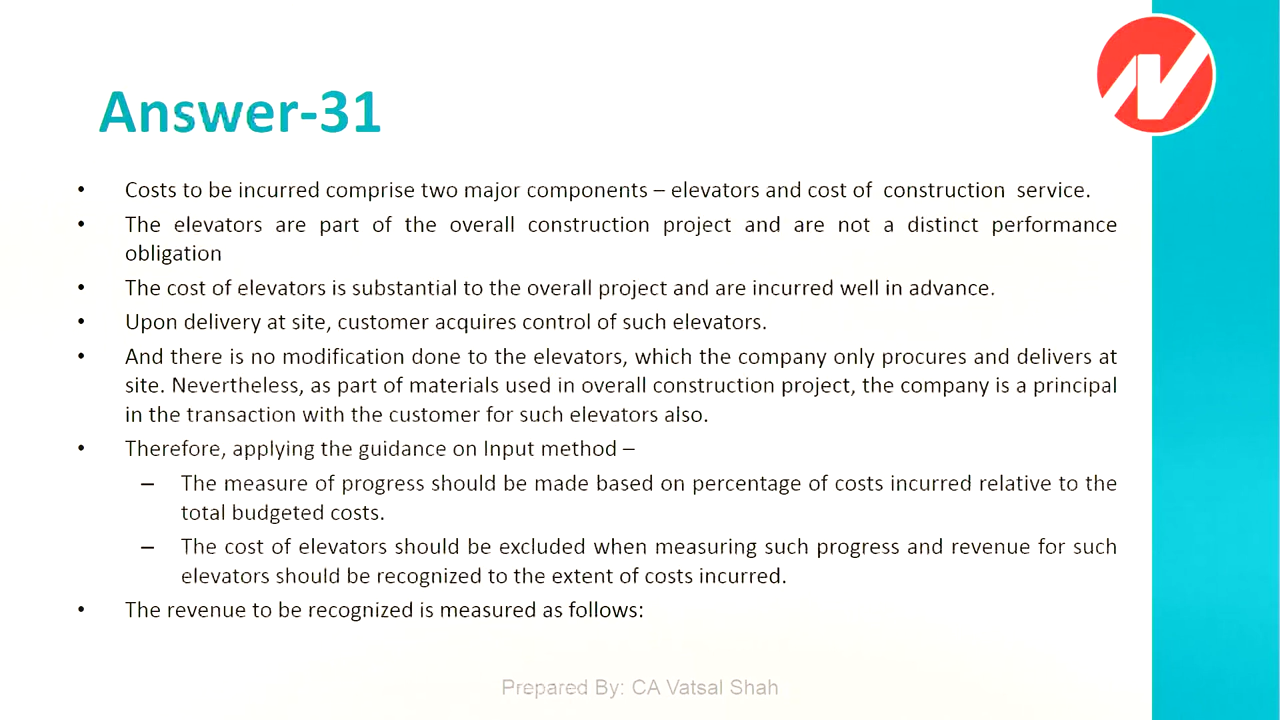 Answer-31
• Costs to be incurred comprise two major components – elevators and cost of construction service.
• The elevators are part of the overall construction project and are not a distinct performance
obligation
• The cost of elevators is substantial to the overall project and are incurred well in advance.
• Upon delivery at site, customer acquires control of such elevators.
• And there is no modification done to the elevators, which the company only procures and delivers at
site. Nevertheless, as part of materials used in overall construction project, the company is a principal
in the transaction with the customer for such elevators also.
• Therefore, applying the guidance on Input method –
– The measure of progress should be made based on percentage of costs incurred relative to the
total budgeted costs.
– The cost of elevators should be excluded when measuring such progress and revenue for such
elevators should be recognized to the extent of costs incurred.
• The revenue to be recognized is measured as follows:
Prepared By: CA Vatsal Shah